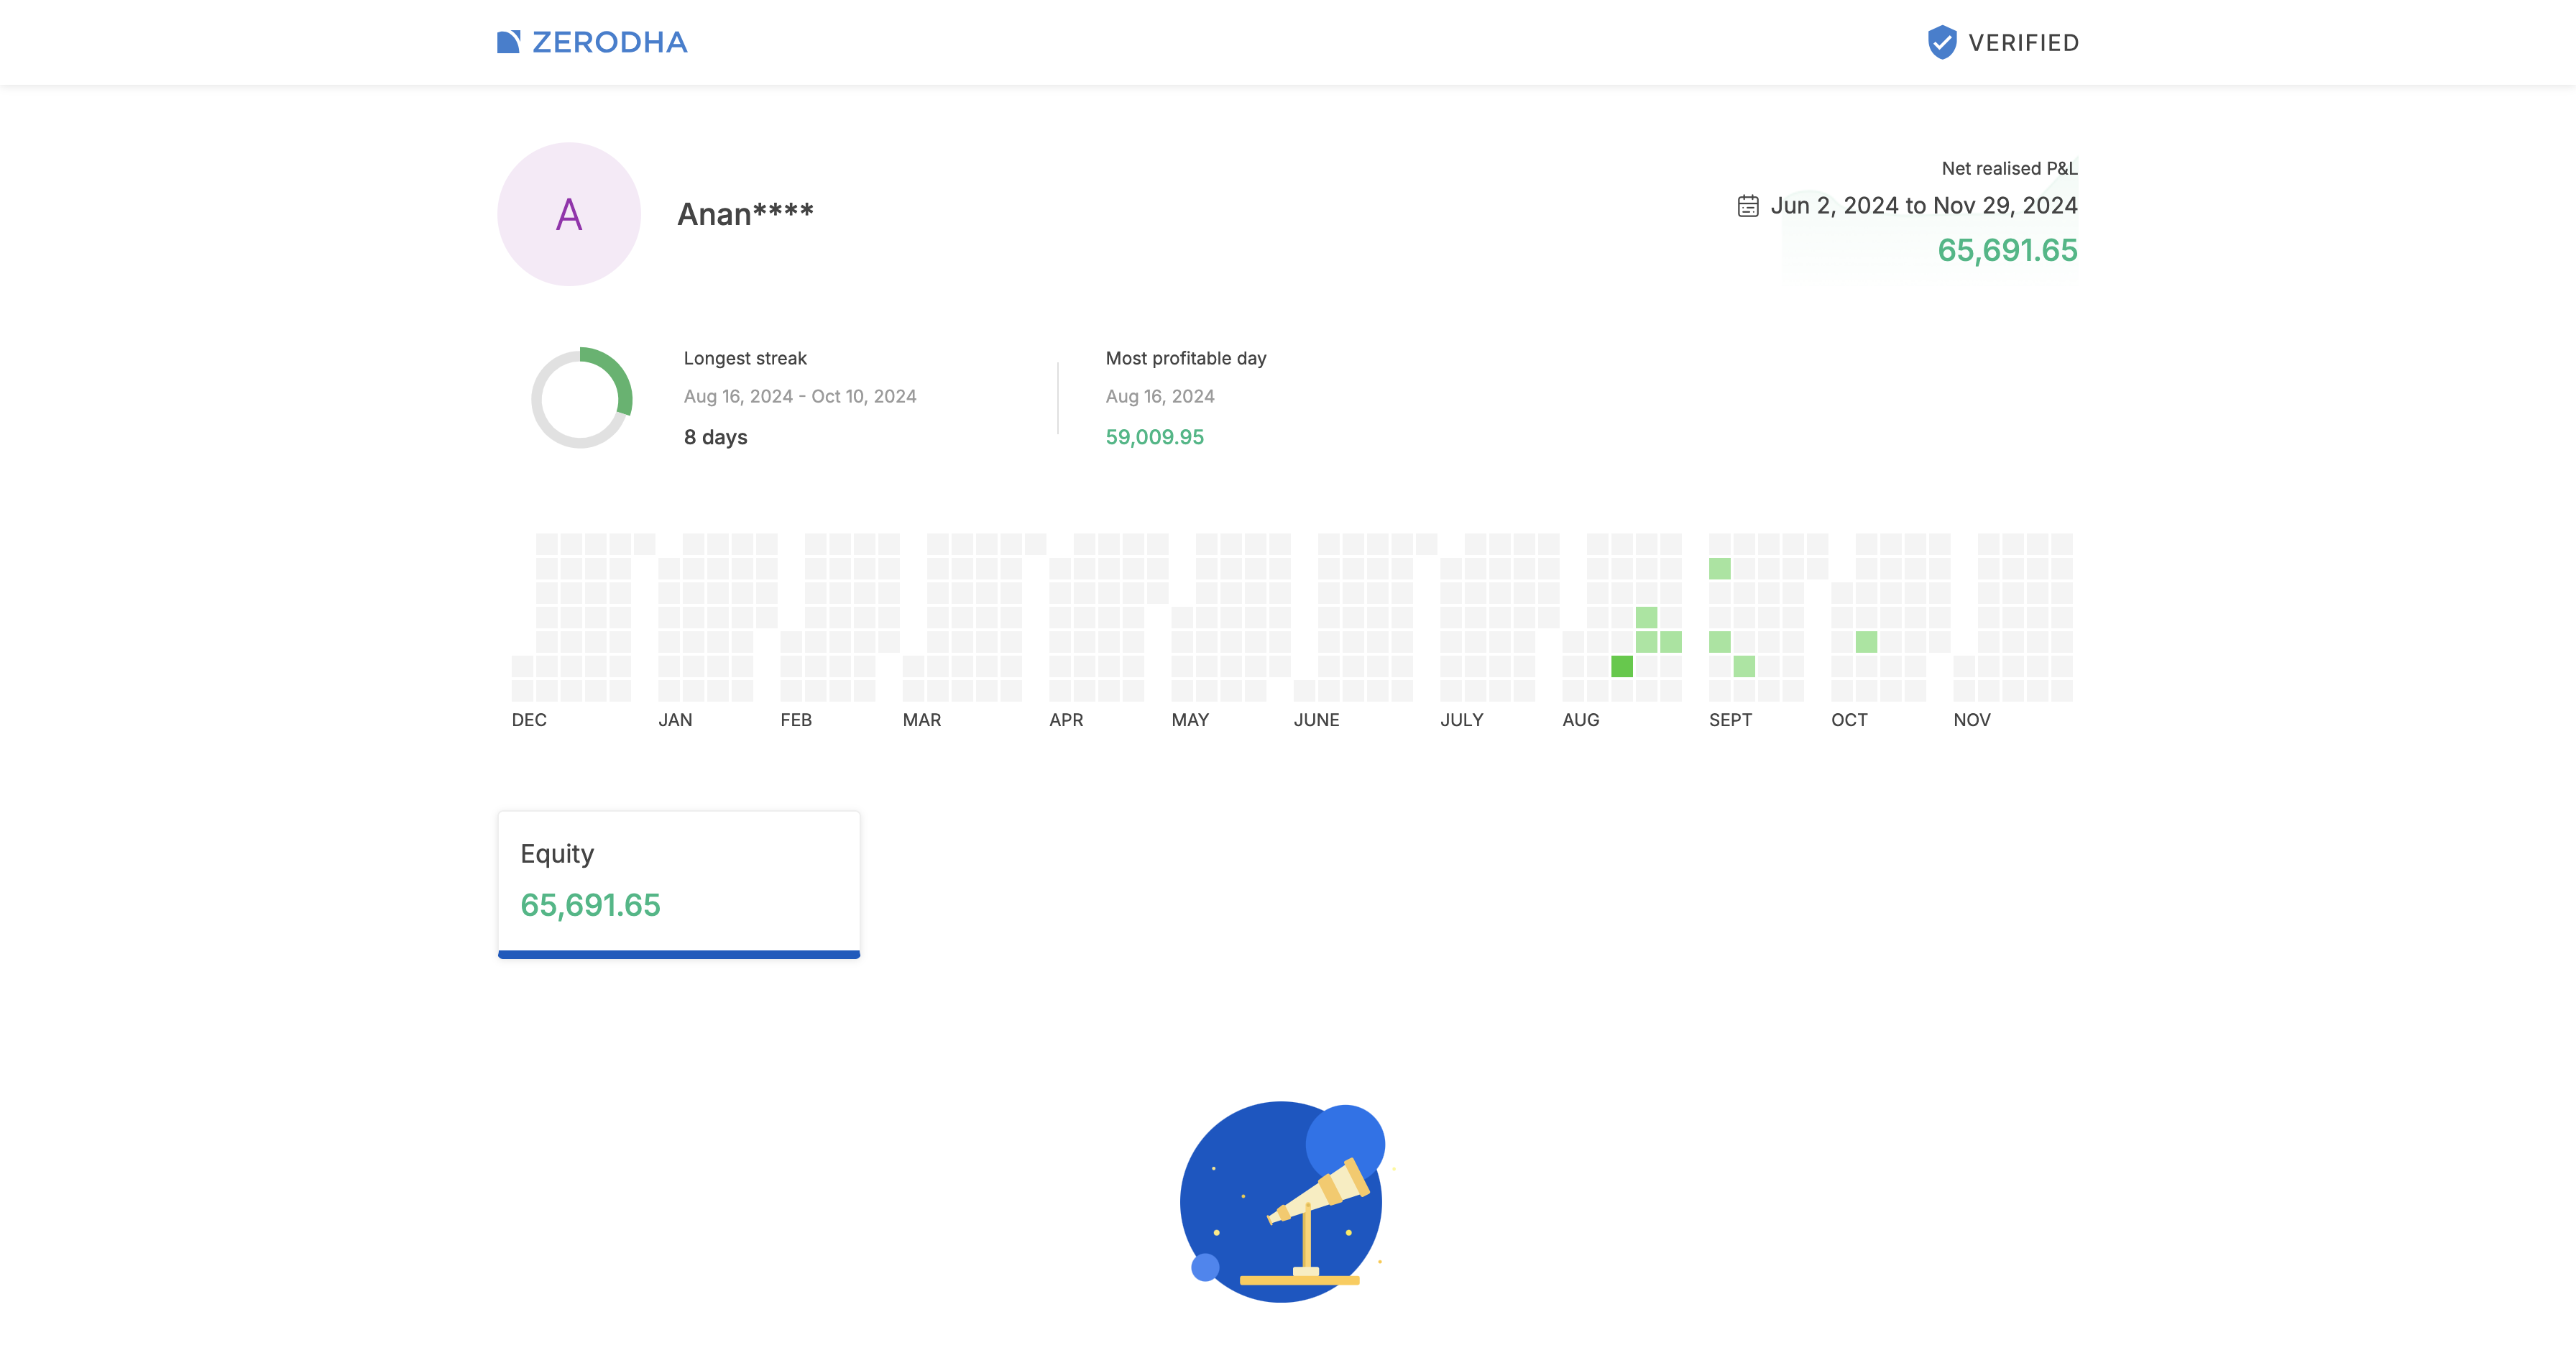 ZERODHA
VERIFIED
A
Anan****
Net realised P&L
Jun 2, 2024 to Nov 29, 2024
65,691.65
Longest streak
Aug 16, 2024 - Oct 10, 2024
8 days
Most profitable day
Aug 16, 2024
59,009.95
DEC JAN FEB MAR APR MAY JUNE JULY AUG SEPT OCT NOV
Equity
65,691.65